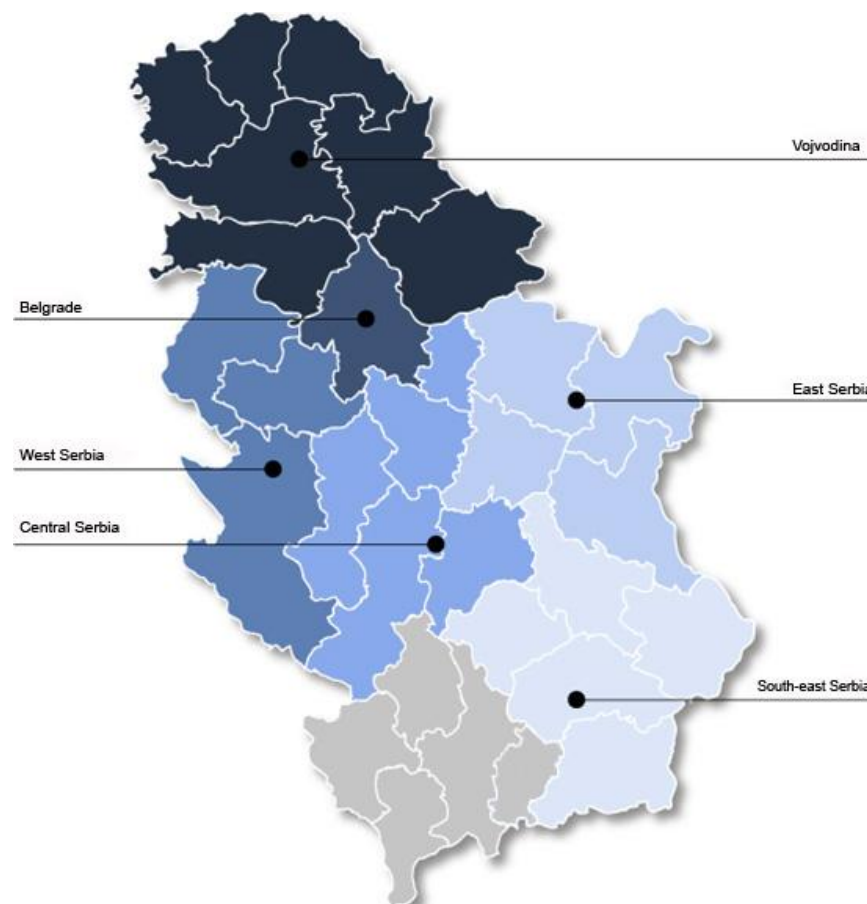 Vojvodina
Belgrade
East Serbia
West Serbia
Central Serbia
South-east Serbia